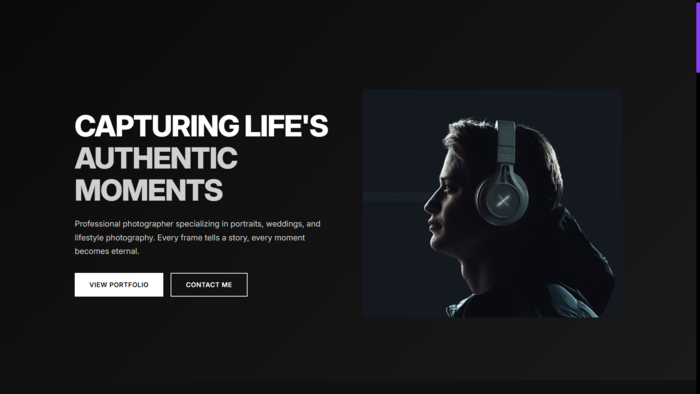 CAPTURING LIFE'S
AUTHENTIC
MOMENTS
Professional photographer specializing in portraits, weddings, and
lifestyle photography. Every frame tells a story, every moment
becomes eternal.
VIEW PORTFOLIO
CONTACT ME